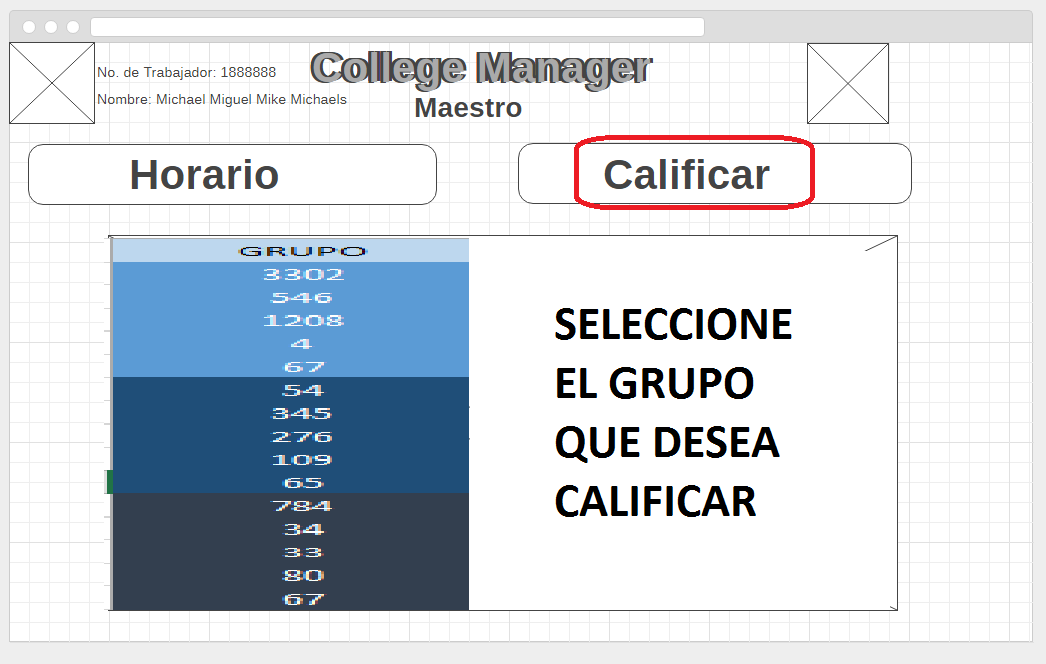 College Manager
No. de Trabajador: 1888888
Nombre: Michael Miguel Mike Michaels
Maestro
Horario
Calificar
GRUPO
3302
546
1208
4
67
54
345
276
109
65
784
34
33
80
67
SELECCIONE
EL GRUPO
QUE DESEA
CALIFICAR